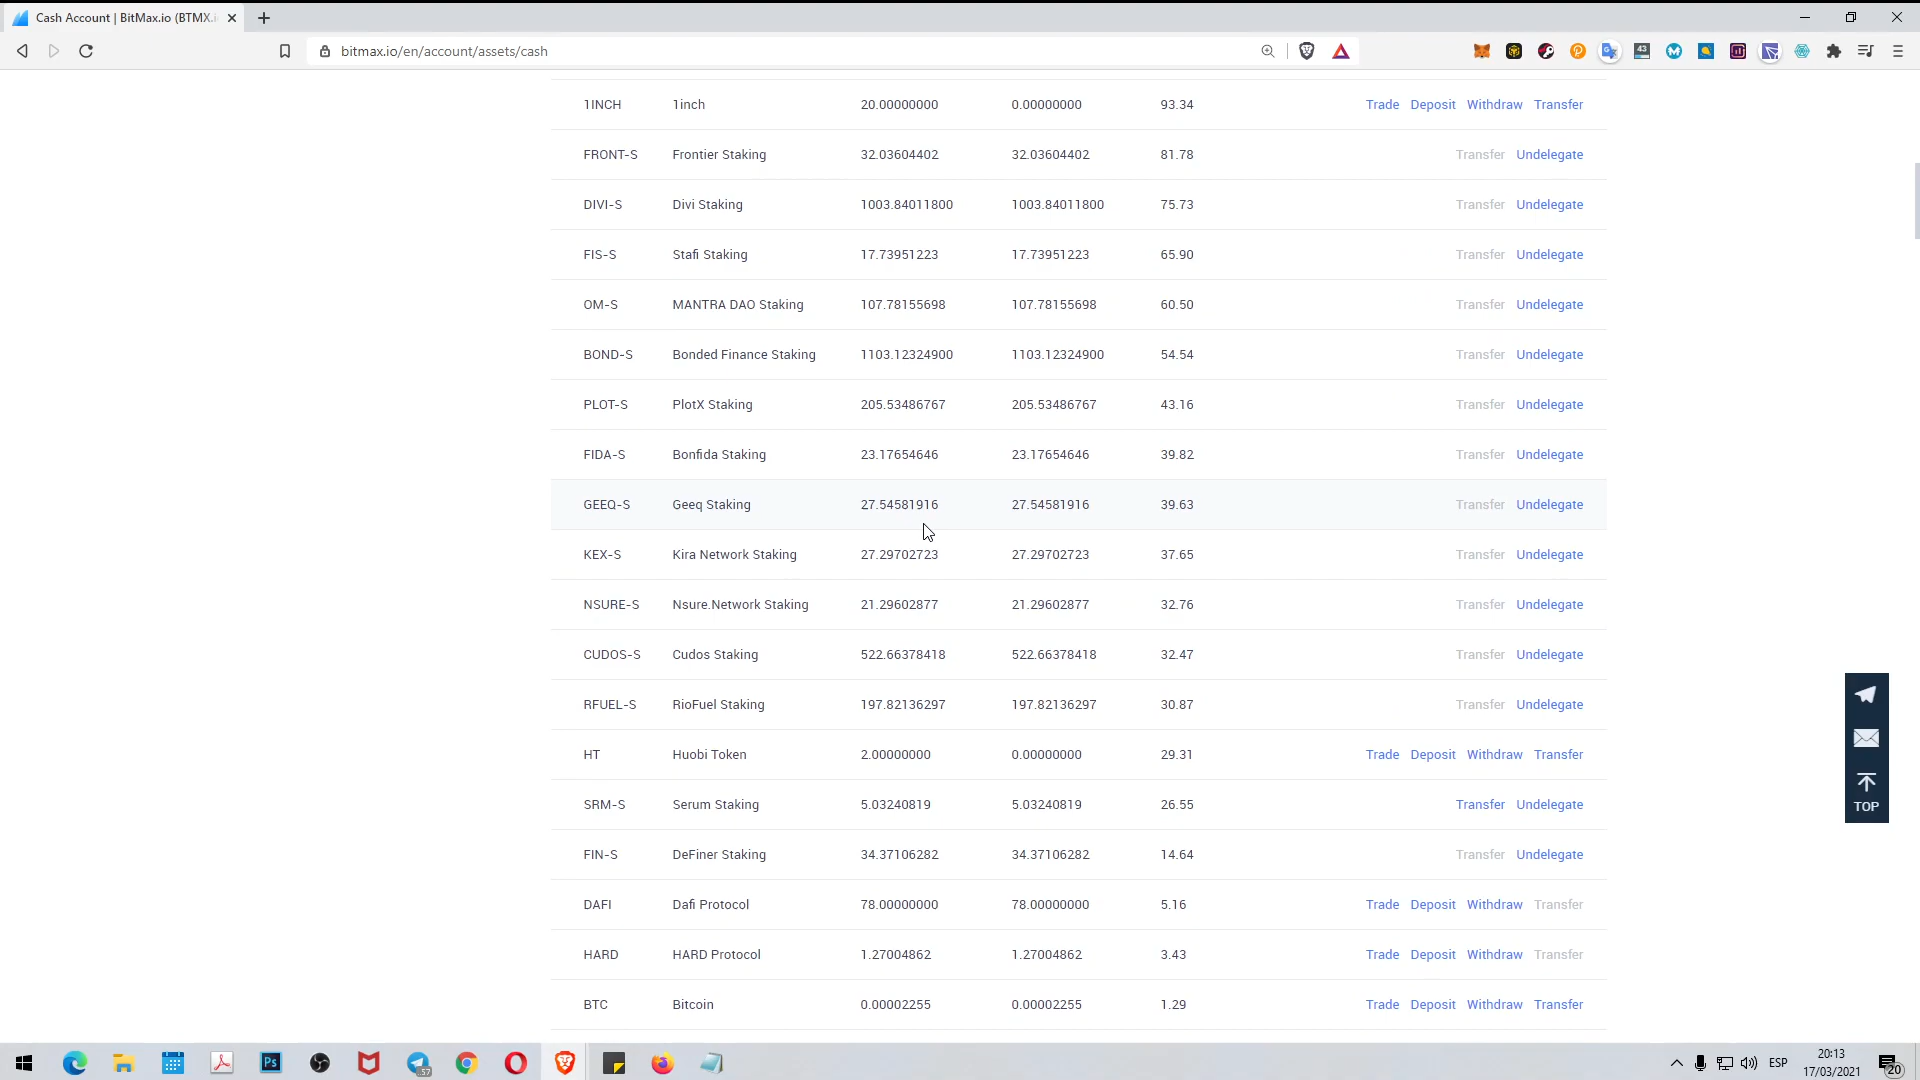 Cash Account | BitMax.io (BTMX.i
bitmax.io/en/account/assets/cash
43
1INCH 1inch 20.00000000 0.00000000 93.34 Trade Deposit Withdraw Transfer
FRONT-S Frontier Staking 32.03604402 32.03604402 81.78 Transfer Undelegate
DIVI-S Divi Staking 1003.84011800 1003.84011800 75.73 Transfer Undelegate
FIS-S Stafi Staking 17.73951223 17.73951223 65.90 Transfer Undelegate
OM-S MANTRA DAO Staking 107.78155698 107.78155698 60.50 Transfer Undelegate
BOND-S Bonded Finance Staking 1103.12324900 1103.12324900 54.54 Transfer Undelegate
PLOT-S PlotX Staking 205.53486767 205.53486767 43.16 Transfer Undelegate
FIDA-S Bonfida Staking 23.17654646 23.17654646 39.82 Transfer Undelegate
GEEQ-S Geeq Staking 27.54581916 27.54581916 39.63 Transfer Undelegate
KEX-S Kira Network Staking 27.29702723 27.29702723 37.65 Transfer Undelegate
NSURE-S Nsure.Network Staking 21.29602877 21.29602877 32.76 Transfer Undelegate
CUDOS-S Cudos Staking 522.66378418 522.66378418 32.47 Transfer Undelegate
RFUEL-S RioFuel Staking 197.82136297 197.82136297 30.87 Transfer Undelegate
HT Huobi Token 2.00000000 0.00000000 29.31 Trade Deposit Withdraw Transfer
SRM-S Serum Staking 5.03240819 5.03240819 26.55 Transfer Undelegate
FIN-S DeFiner Staking 34.37106282 34.37106282 14.64 Transfer Undelegate
DAFI Dafi Protocol 78.00000000 78.00000000 5.16 Trade Deposit Withdraw Transfer
HARD HARD Protocol 1.27004862 1.27004862 3.43 Trade Deposit Withdraw Transfer
BTC Bitcoin 0.00002255 0.00002255 1.29 Trade Deposit Withdraw Transfer
TOP
Ps
57
ESP
20:13
17/03/2021
20